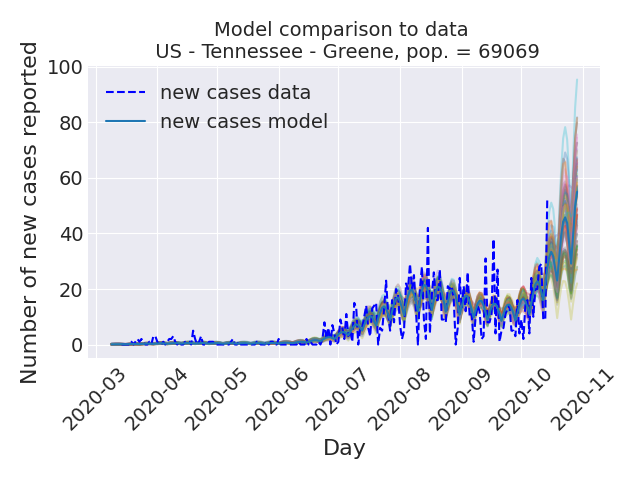 Model comparison to data
US - Tennessee - Greene, pop. = 69069
Number of new cases reported
100
80
60
40
20
0
new cases data
new cases model
2020-03
2020-04
2020-05
2020-06
2020-07
2020-08
2020-09
2020-10
2020-11
Day